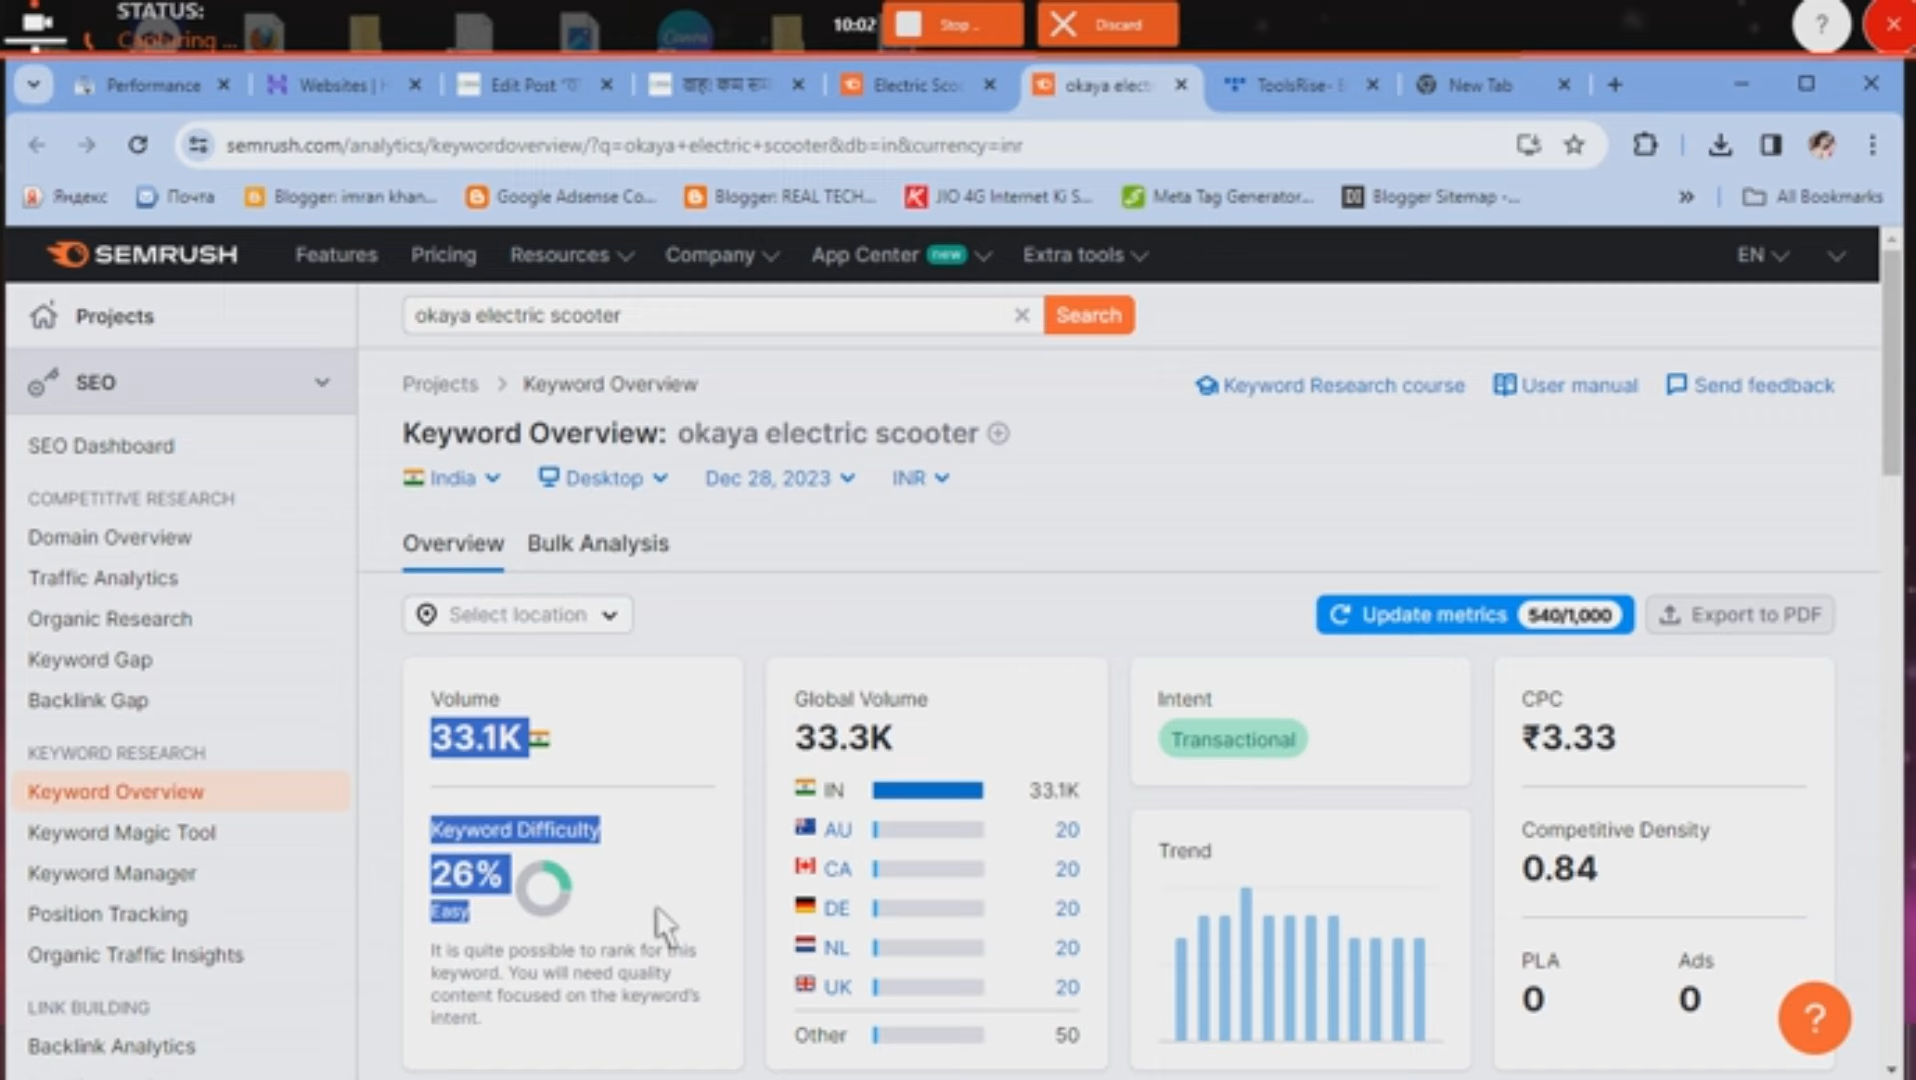 STATUS:
Capturing ...
10:02
Stop ..
Discard
?
Performance
Websites |
Edit Post
वाह! कम
Electric Sco
okaya elect
ToolsRise-
New Tab
semrush.com/analytics/keywordoverview/?q=okaya+electric+scooter&db=in&currency=inr
Яндекс
Почта
Blogger: imran khan...
Google Adsense Co...
Blogger: REAL TECH...
JIO 4G Internet Ki S...
Meta Tag Generator...
Blogger Sitemap -...
»
All Bookmarks
SEMRUSH
Features
Pricing
Resources
Company
App Center new
Extra tools
EN
Projects
okaya electric scooter
Search
SEO
Projects > Keyword Overview
Keyword Research course
User manual
Send feedback
Keyword Overview: okaya electric scooter
India
Desktop
Dec 28, 2023
INR
Overview
Bulk Analysis
Select location
Update metrics 540/1,000
Export to PDF
SEO Dashboard
COMPETITIVE RESEARCH
Domain Overview
Traffic Analytics
Organic Research
Keyword Gap
Backlink Gap
KEYWORD RESEARCH
Keyword Overview
Keyword Magic Tool
Keyword Manager
Position Tracking
Organic Traffic Insights
LINK BUILDING
Backlink Analytics
Volume
33.1K
Keyword Difficulty
26%
Easy
It is quite possible to rank for this
keyword. You will need quality
content focused on the keyword's
intent.
Global Volume
33.3K
IN 33.1K
AU 20
CA 20
DE 20
NL 20
UK 20
Other 50
Intent
Transactional
Trend
CPC
₹3.33
Competitive Density
0.84
PLA
0
Ads
0
?